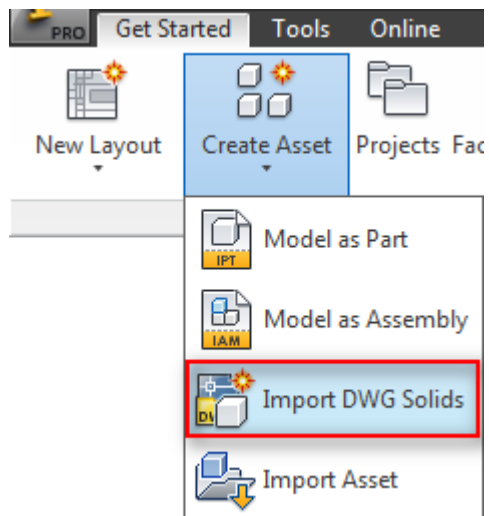 PRO Get Started Tools Online
New Layout Create Asset Projects Fac
Model as Part
IPT
Model as Assembly
IAM
Import DWG Solids
Import Asset